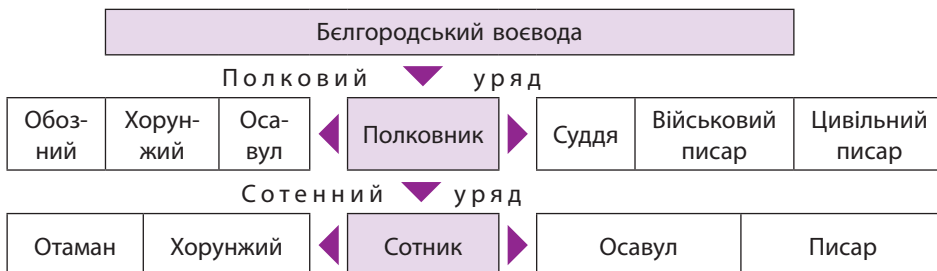 Бєлгородський воєвода
Полковий уряд
Обоз-
ний
Хорун-
жий
Оса-
вул
Полковник
Суддя
Військовий
писар
Цивільний
писар
Сотенний уряд
Отаман
Хорунжий
Сотник
Осавул
Писар